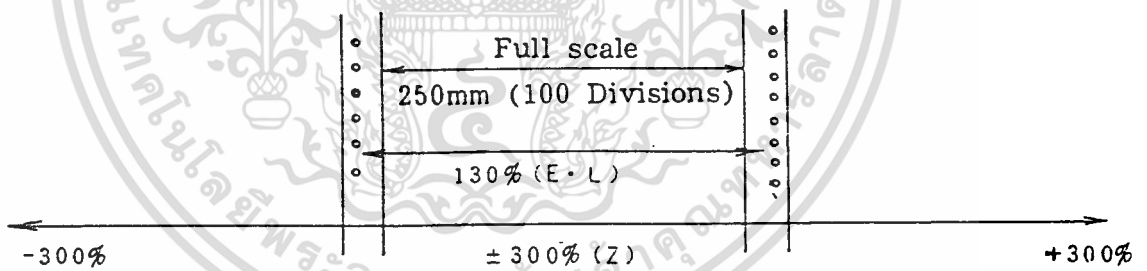 Full scale
250mm (100 Divisions)
130% (E・L)
-300% ±300% (Z) +300%